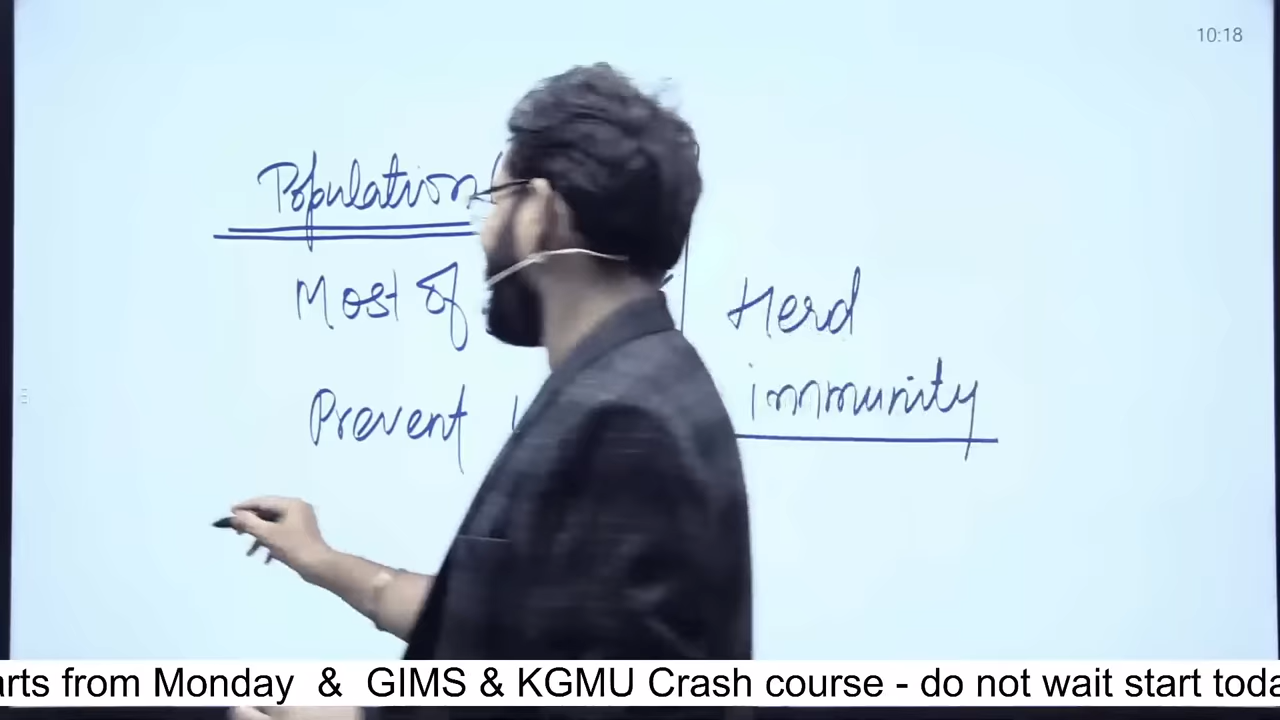 10:18
Population
Most of
Prevent
Herd
immunity
arts from Monday & GIMS & KGMU Crash course - do not wait start toda